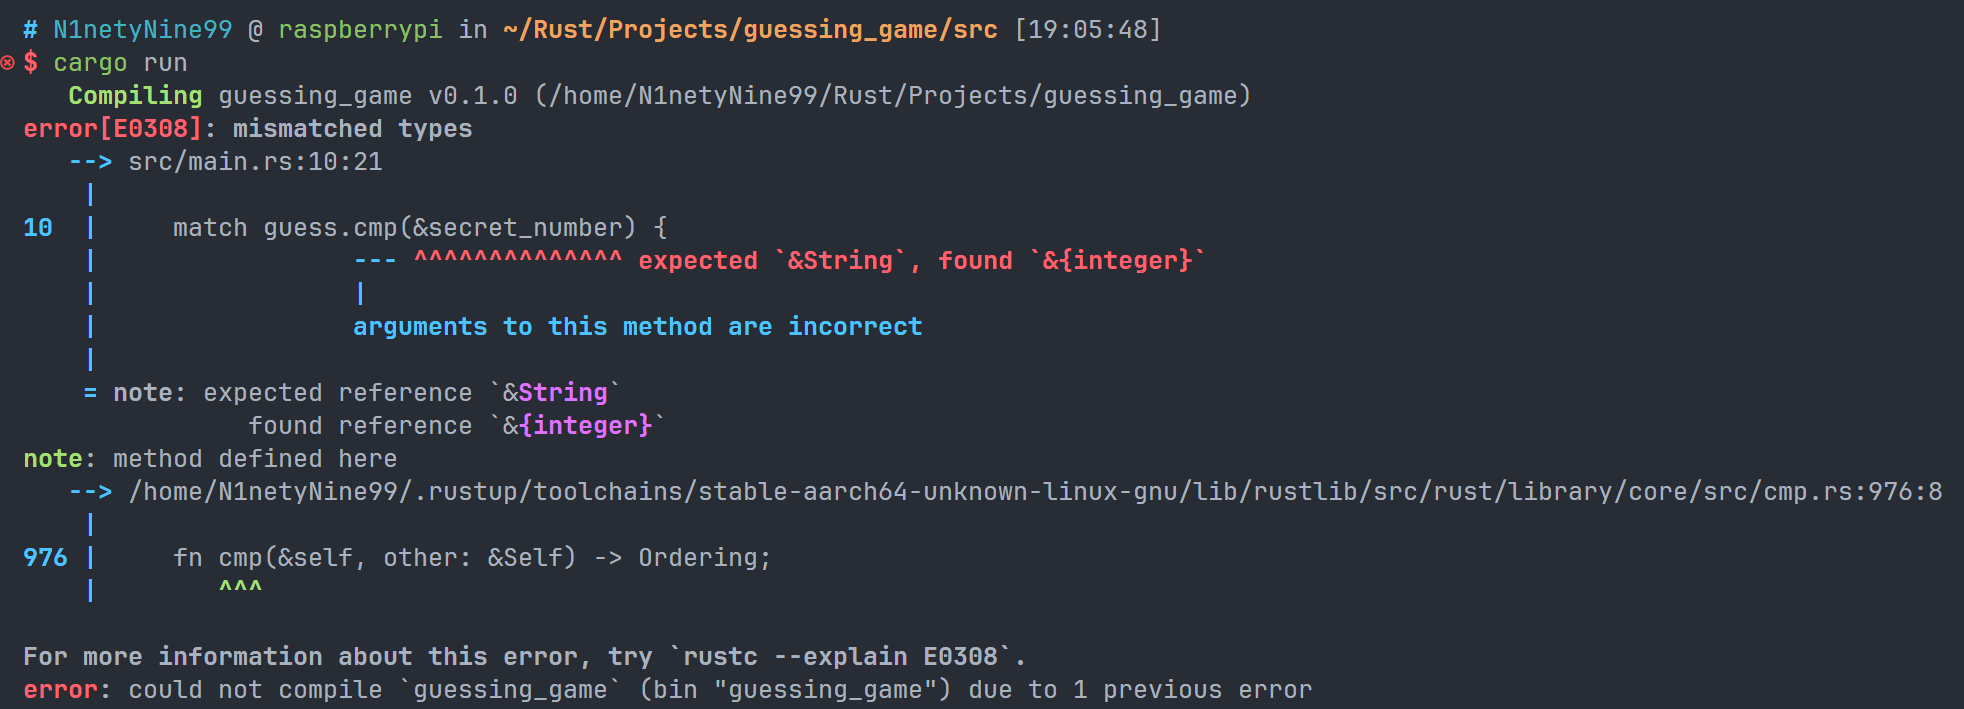 # N1netyNine99 @ raspberrypi in ~/Rust/Projects/guessing_game/src [19:05:48]
⊗ $ cargo run
   Compiling guessing_game v0.1.0 (/home/N1netyNine99/Rust/Projects/guessing_game)
error[E0308]: mismatched types
   --> src/main.rs:10:21
    |
10  |     match guess.cmp(&secret_number) {
    |                 --- ^^^^^^^^^^^^^^ expected `&String`, found `&{integer}`
    |                 |
    |                 arguments to this method are incorrect
    |
    = note: expected reference `&String`
               found reference `&{integer}`
note: method defined here
   --> /home/N1netyNine99/.rustup/toolchains/stable-aarch64-unknown-linux-gnu/lib/rustlib/src/rust/library/core/src/cmp.rs:976:8
    |
976 |     fn cmp(&self, other: &Self) -> Ordering;
    |        ^^^

For more information about this error, try `rustc --explain E0308`.
error: could not compile `guessing_game` (bin "guessing_game") due to 1 previous error